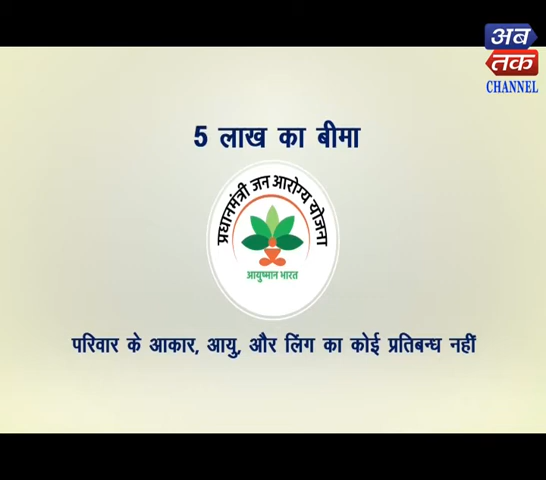 अब
तक
CHANNEL
5 लाख का बीमा
प्रधानमंत्री जन आरोग्य योजना
आयुष्मान भारत
परिवार के आकार, आयु, और लिंग का कोई प्रतिबन्ध नहीं